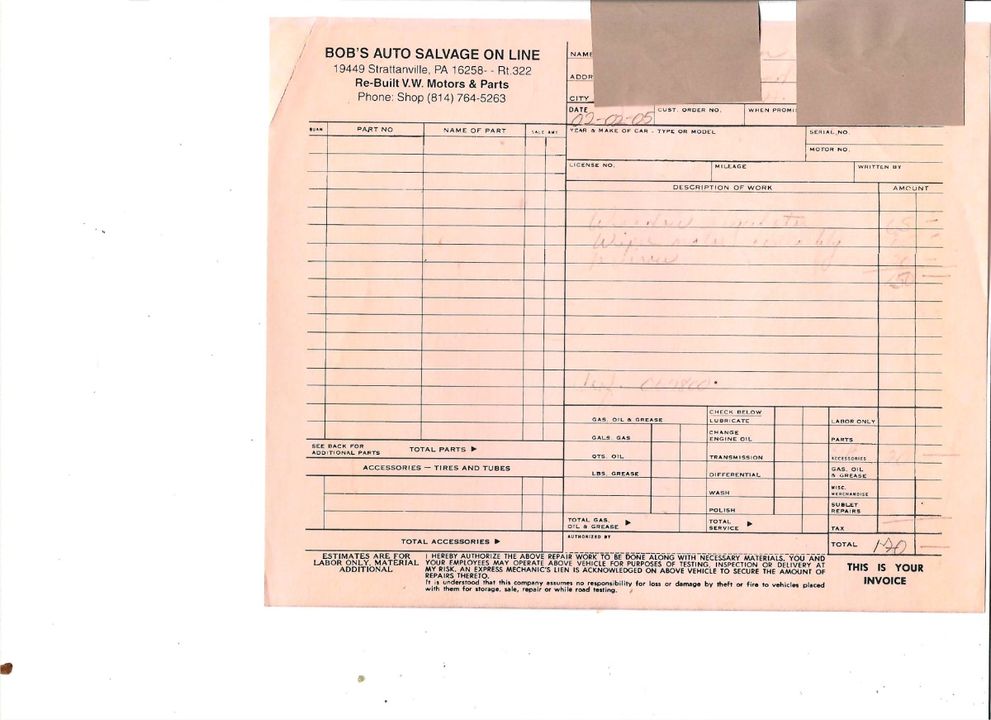 BOB'S AUTO SALVAGE ON LINE
19449 Strattanville, PA 16258- - Rt.322
Re-Built V.W. Motors & Parts
Phone: Shop (814) 764-5263
NAME
ADDR
CITY
DATE
02-02-05
CUST. ORDER NO.
WHEN PROMI
QUAN
PART NO
NAME OF PART
SALE AMT
YEAR & MAKE OF CAR - TYPE OR MODEL
SERIAL NO.
MOTOR NO.
LICENSE NO.
MILEAGE
WRITTEN BY
DESCRIPTION OF WORK
AMOUNT
SEE BACK FOR
ADDITIONAL PARTS
TOTAL PARTS ▶
ACCESSORIES — TIRES AND TUBES
TOTAL ACCESSORIES ▶
GAS, OIL & GREASE
GALS. GAS
QTS. OIL
LBS. GREASE
TOTAL GAS,
OIL & GREASE ▶
CHECK BELOW
LUBRICATE
CHANGE
ENGINE OIL
TRANSMISSION
DIFFERENTIAL
WASH
POLISH
TOTAL
SERVICE ▶
LABOR ONLY
PARTS
ACCESSORIES
GAS, OIL
& GREASE
MISC.
MERCHANDISE
SUBLET
REPAIRS
TAX
AUTHORIZED BY
TOTAL 170
ESTIMATES ARE FOR
LABOR ONLY, MATERIAL
ADDITIONAL
I HEREBY AUTHORIZE THE ABOVE REPAIR WORK TO BE DONE ALONG WITH NECESSARY MATERIALS. YOU AND
YOUR EMPLOYEES MAY OPERATE ABOVE VEHICLE FOR PURPOSES OF TESTING, INSPECTION OR DELIVERY AT
MY RISK. AN EXPRESS MECHANIC'S LIEN IS ACKNOWLEDGED ON ABOVE VEHICLE TO SECURE THE AMOUNT OF
REPAIRS THERETO.
It is understood that this company assumes no responsibility for loss or damage by theft or fire to vehicles placed
with them for storage, sale, repair or while road testing.
THIS IS YOUR
INVOICE